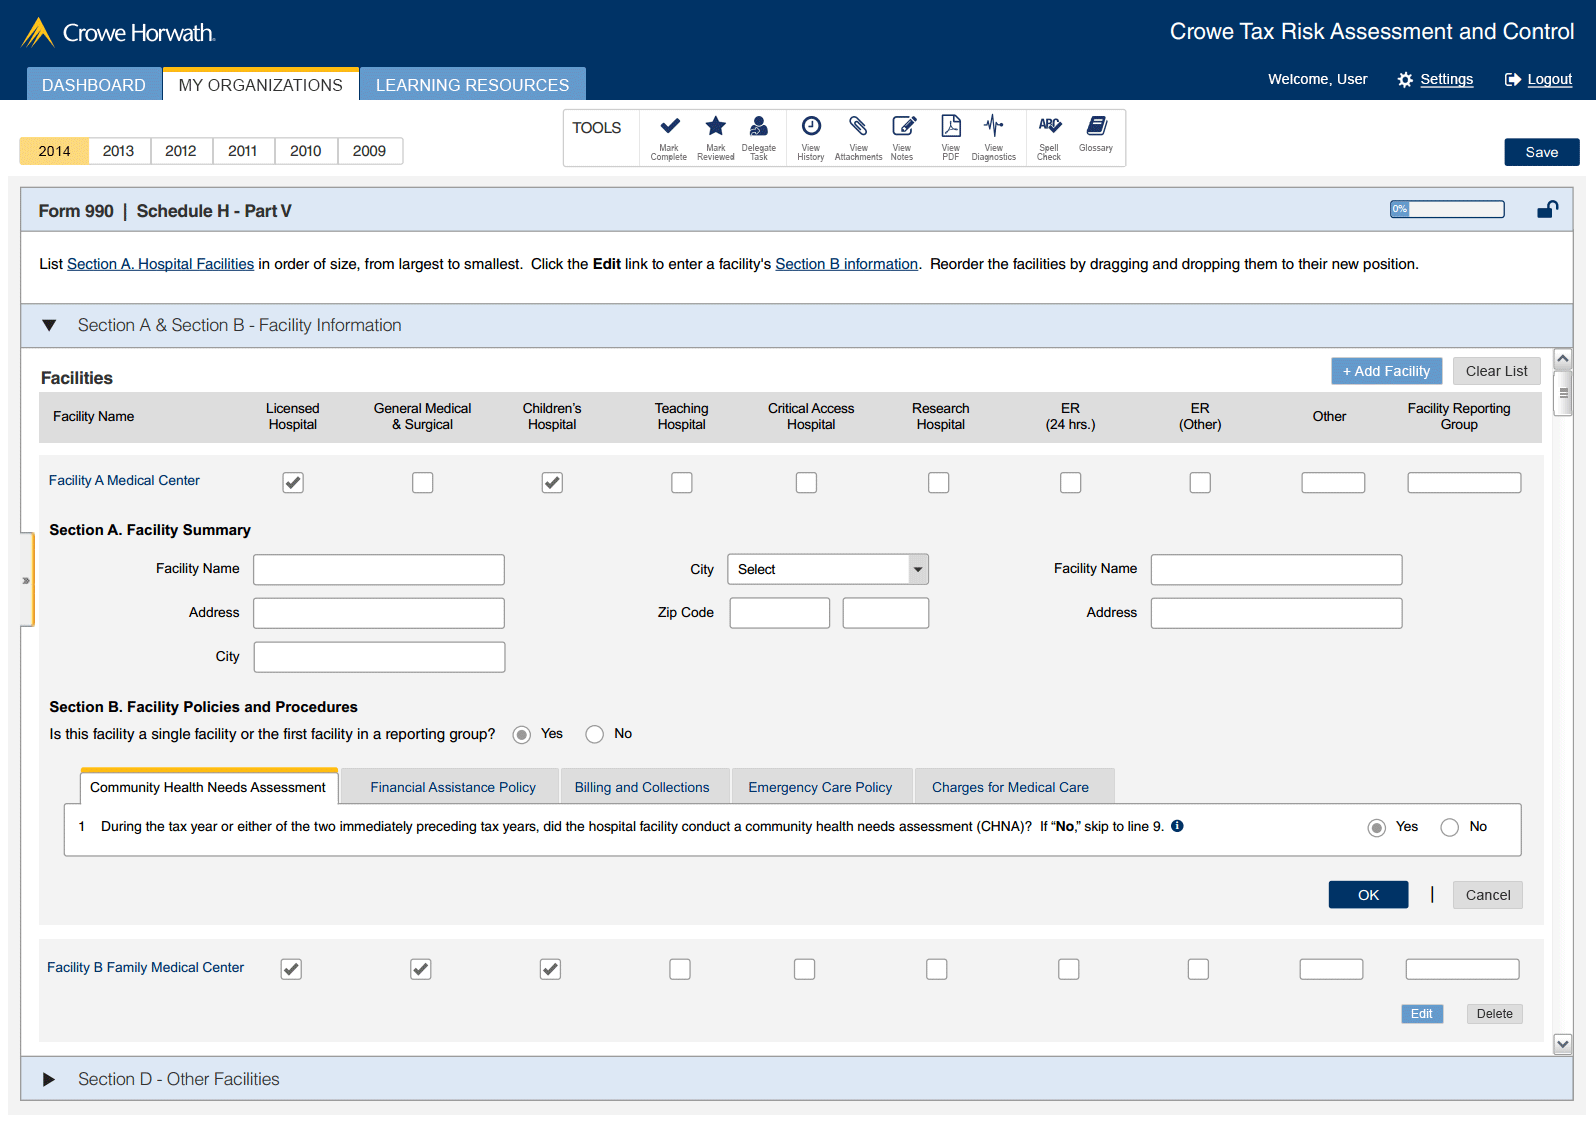 Crowe Horwath.
Crowe Tax Risk Assessment and Control
DASHBOARD
MY ORGANIZATIONS
LEARNING RESOURCES
Welcome, User
Settings
Logout
2014
2013
2012
2011
2010
2009
TOOLS
Mark
Complete
Mark
Reviewed
Delegate
Task
View
History
View
Attachments
View
Notes
View
PDF
View
Diagnostics
ABC
Spell
Check
Glossary
Save
Form 990 | Schedule H - Part V
0%
List Section A. Hospital Facilities in order of size, from largest to smallest. Click the Edit link to enter a facility's Section B information. Reorder the facilities by dragging and dropping them to their new position.
Section A & Section B - Facility Information
Facilities
+ Add Facility
Clear List
Facility Name
Licensed
Hospital
General Medical
& Surgical
Children's
Hospital
Teaching
Hospital
Critical Access
Hospital
Research
Hospital
ER
(24 hrs.)
ER
(Other)
Other
Facility Reporting
Group
Facility A Medical Center
Section A. Facility Summary
Facility Name
City
Select
Facility Name
Address
Zip Code
Address
City
»
Section B. Facility Policies and Procedures
Is this facility a single facility or the first facility in a reporting group? Yes No
Community Health Needs Assessment
Financial Assistance Policy
Billing and Collections
Emergency Care Policy
Charges for Medical Care
1 During the tax year or either of the two immediately preceding tax years, did the hospital facility conduct a community health needs assessment (CHNA)? If “No,” skip to line 9. i Yes No
OK | Cancel
Facility B Family Medical Center
Edit
Delete
Section D - Other Facilities